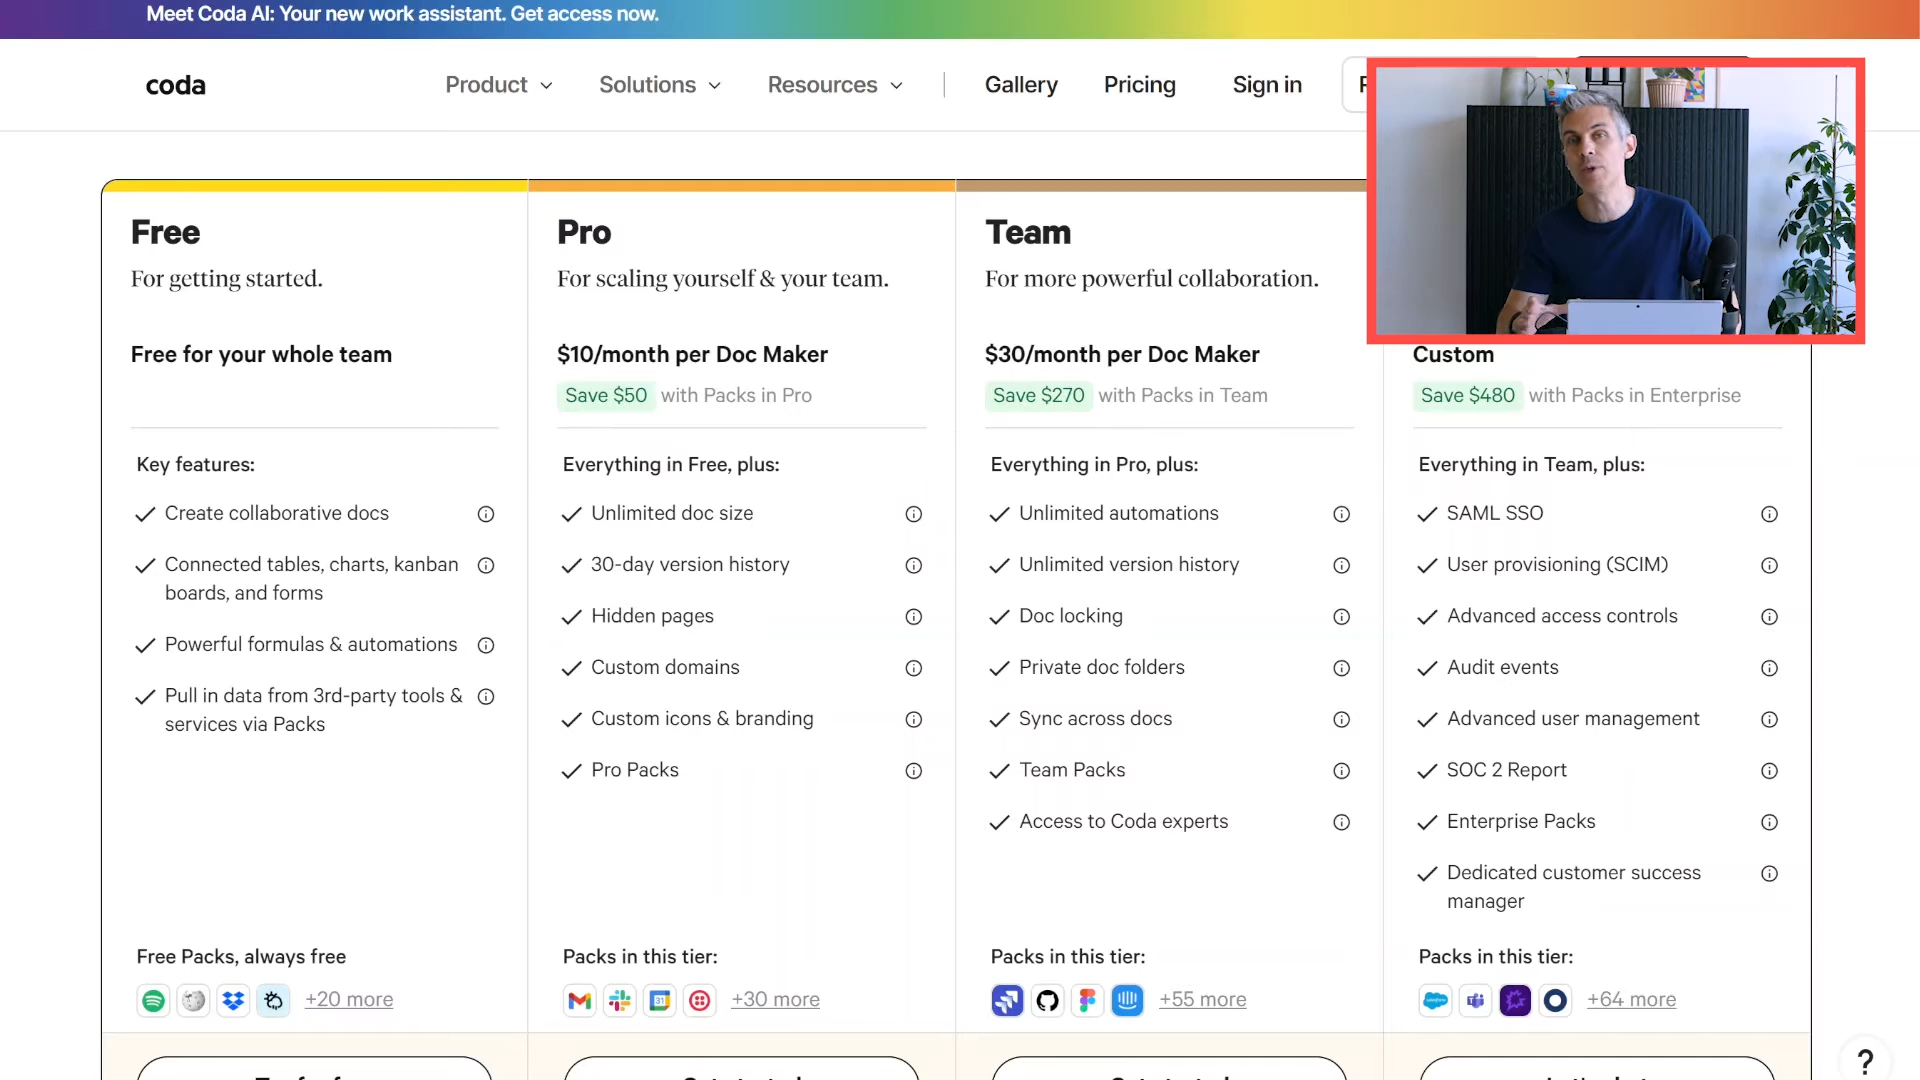 Meet Coda AI: Your new work assistant. Get access now.
coda
Product
Solutions
Resources
Gallery
Pricing
Sign in
Free
For getting started.
Free for your whole team
Key features:
Create collaborative docs
Connected tables, charts, kanban
boards, and forms
Powerful formulas & automations
Pull in data from 3rd-party tools &
services via Packs
Free Packs, always free
+20 more
Pro
For scaling yourself & your team.
$10/month per Doc Maker
Save $50 with Packs in Pro
Everything in Free, plus:
Unlimited doc size
30-day version history
Hidden pages
Custom domains
Custom icons & branding
Pro Packs
Packs in this tier:
31
+30 more
Team
For more powerful collaboration.
$30/month per Doc Maker
Save $270 with Packs in Team
Everything in Pro, plus:
Unlimited automations
Unlimited version history
Doc locking
Private doc folders
Sync across docs
Team Packs
Access to Coda experts
Packs in this tier:
+55 more
Custom
Save $480 with Packs in Enterprise
Everything in Team, plus:
SAML SSO
User provisioning (SCIM)
Advanced access controls
Audit events
Advanced user management
SOC 2 Report
Enterprise Packs
Dedicated customer success
manager
Packs in this tier:
+64 more
?